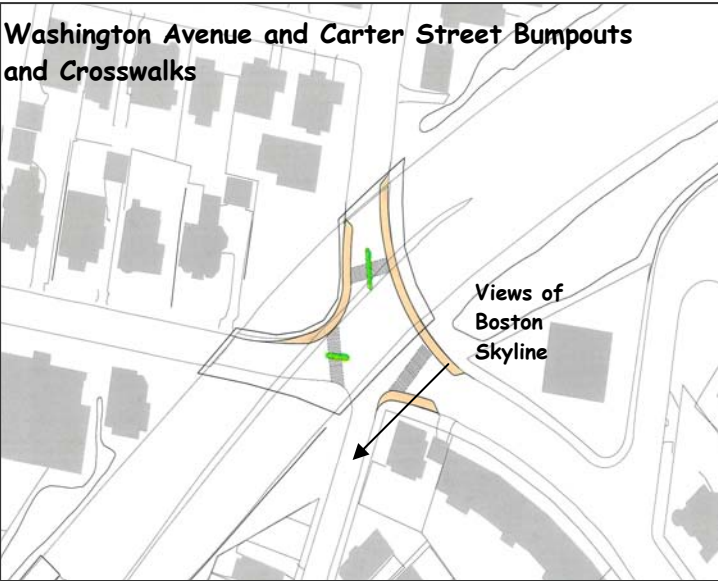 Washington Avenue and Carter Street Bumpouts
and Crosswalks
Views of
Boston
Skyline